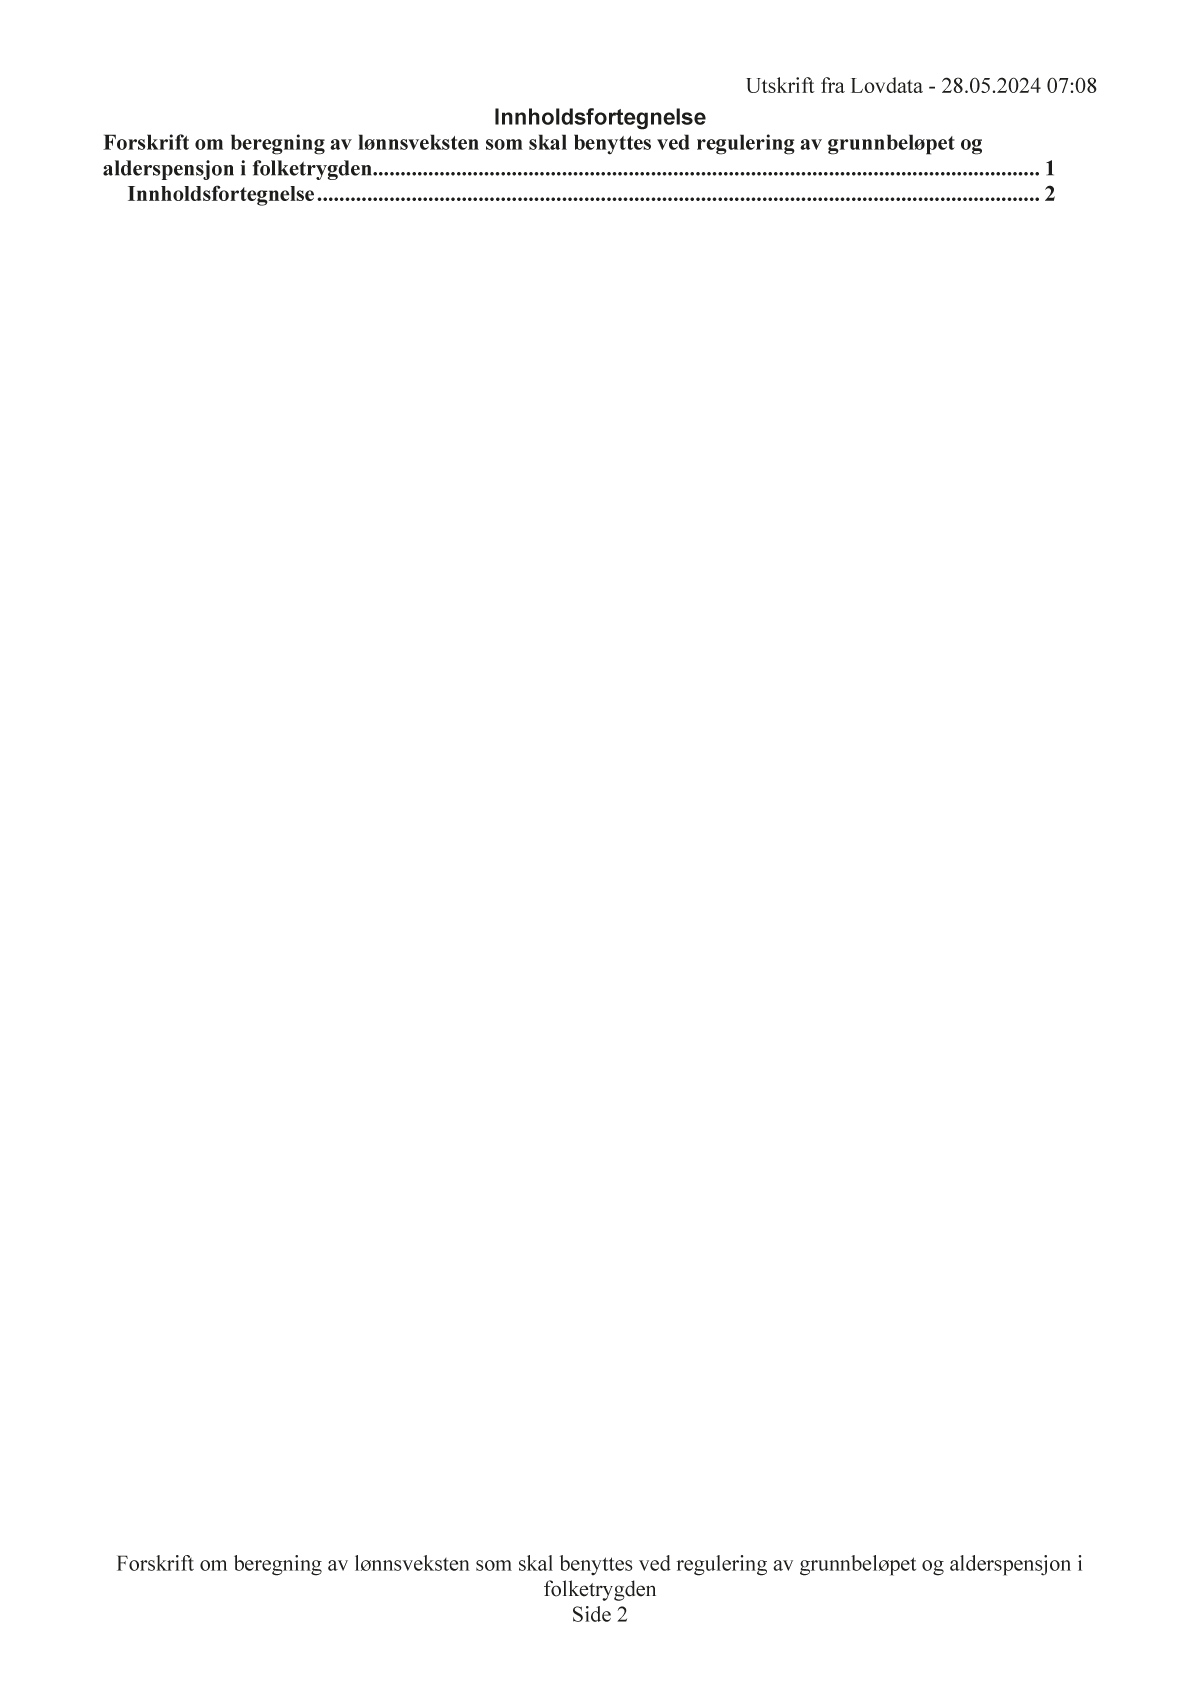 Utskrift fra Lovdata - 28.05.2024 07:08
Innholdsfortegnelse
Forskrift om beregning av lønnsveksten som skal benyttes ved regulering av grunnbeløpet og
alderspensjon i folketrygden........................................................................................................................ 1
Innholdsfortegnelse.................................................................................................................................. 2
Forskrift om beregning av lønnsveksten som skal benyttes ved regulering av grunnbeløpet og alderspensjon i
folketrygden
Side 2